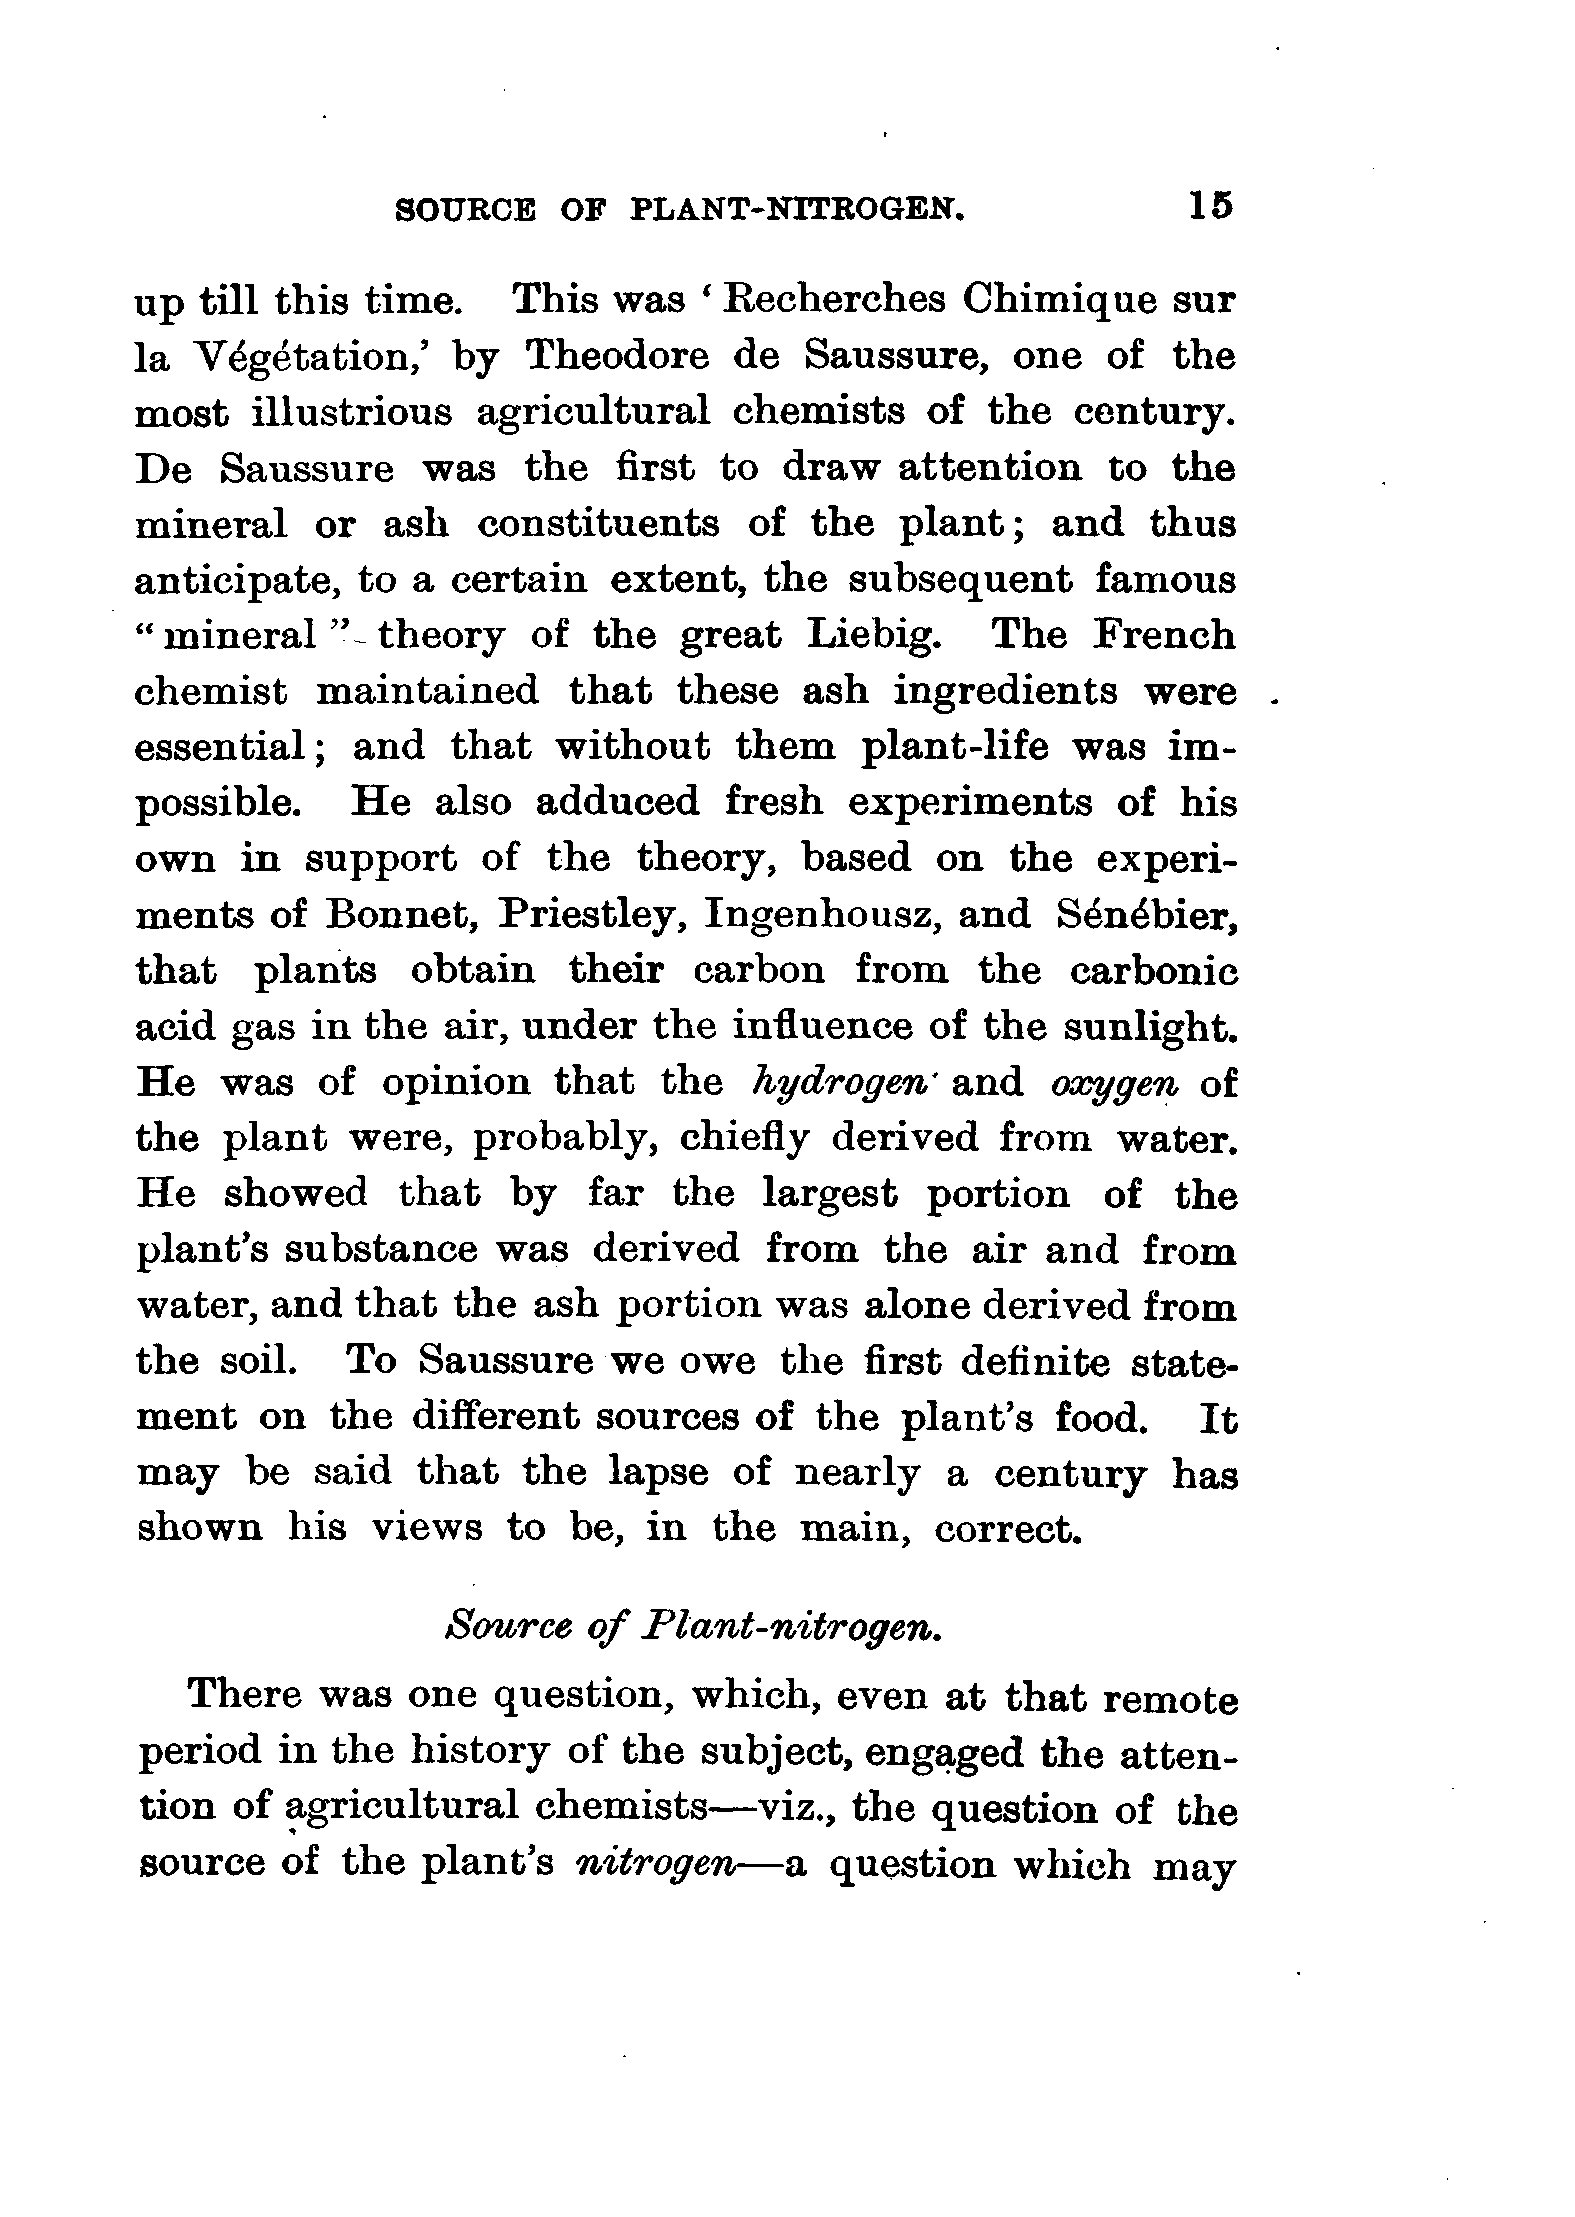 SOURCE OF PLANT-NITROGEN. 15
up till this time. This was ‘Recherches Chimique sur
la Végétation,’ by Theodore de Saussure, one of the
most illustrious agricultural chemists of the century.
De Saussure was the first to draw attention to the
mineral or ash constituents of the plant; and thus
anticipate, to a certain extent, the subsequent famous
“mineral”-theory of the great Liebig. The French
chemist maintained that these ash ingredients were
essential; and that without them plant-life was im-
possible. He also adduced fresh experiments of his
own in support of the theory, based on the experi-
ments of Bonnet, Priestley, Ingenhousz, and Sénébier,
that plants obtain their carbon from the carbonic
acid gas in the air, under the influence of the sunlight.
He was of opinion that the hydrogen and oxygen of
the plant were, probably, chiefly derived from water.
He showed that by far the largest portion of the
plant's substance was derived from the air and from
water, and that the ash portion was alone derived from
the soil. To Saussure we owe the first definite state-
ment on the different sources of the plant's food. It
may be said that the lapse of nearly a century has
shown his views to be, in the main, correct.
Source of Plant-nitrogen.
There was one question, which, even at that remote
period in the history of the subject, engaged the atten-
tion of agricultural chemists—viz., the question of the
source of the plant's nitrogen—a question which may